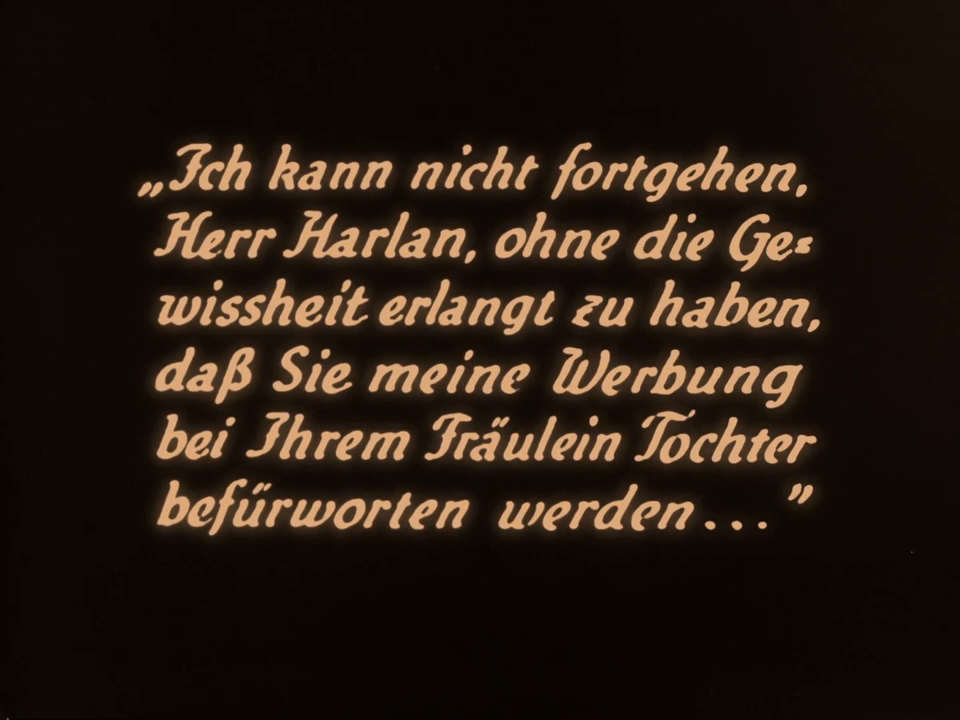 „Ich kann nicht fortgehen,
Herr Harlan, ohne die Ge=
wissheit erlangt zu haben,
daß Sie meine Werbung
bei Ihrem Fräulein Tochter
befürworten werden..."